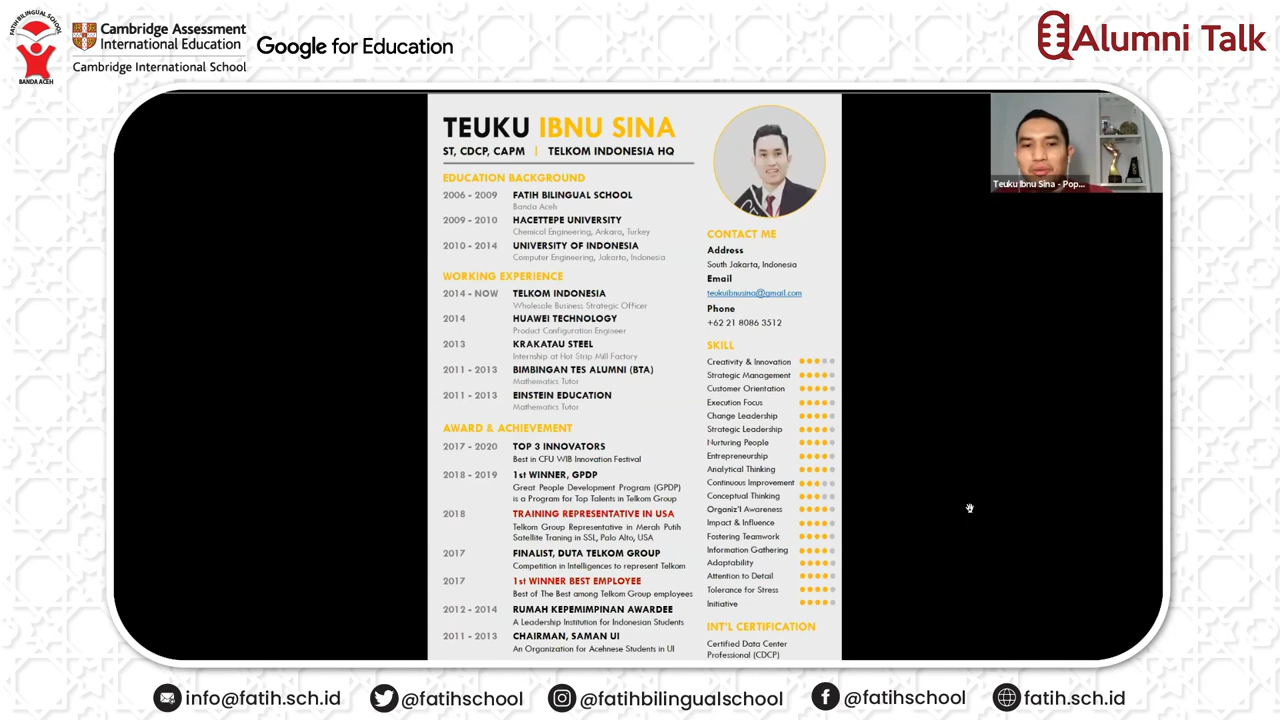 FATIH BILINGUAL SCHOOL
BANDA ACEH
Cambridge Assessment
International Education
Cambridge International School
Google for Education
Alumni Talk
TEUKU IBNU SINA
ST, CDCP, CAPM | TELKOM INDONESIA HQ
EDUCATION BACKGROUND
2006 - 2009 FATIH BILINGUAL SCHOOL
Banda Aceh
2009 - 2010 HACETTEPE UNIVERSITY
Chemical Engineering, Ankara, Turkey
2010 - 2014 UNIVERSITY OF INDONESIA
Computer Engineering, Jakarta, Indonesia
WORKING EXPERIENCE
2014 - NOW TELKOM INDONESIA
Wholesale Business Strategic Officer
2014 HUAWEI TECHNOLOGY
Product Configuration Engineer
2013 KRAKATAU STEEL
Internship at Hot Strip Mill Factory
2011 - 2013 BIMBINGAN TES ALUMNI (BTA)
Mathematics Tutor
2011 - 2013 EINSTEIN EDUCATION
Mathematics Tutor
AWARD & ACHIEVEMENT
2017 - 2020 TOP 3 INNOVATORS
Best in CFU WIB Innovation Festival
2018 - 2019 1st WINNER, GPDP
Great People Development Program (GPDP)
is a Program for Top Talents in Telkom Group
2018 TRAINING REPRESENTATIVE IN USA
Telkom Group Representative in Merah Putih
Satellite Traning in SSL, Palo Alto, USA
2017 FINALIST, DUTA TELKOM GROUP
Competition in Intelligences to represent Telkom
2017 1st WINNER BEST EMPLOYEE
Best of The Best among Telkom Group employees
2012 - 2014 RUMAH KEPEMIMPINAN AWARDEE
A Leadership Institution for Indonesian Students
2011 - 2013 CHAIRMAN, SAMAN UI
An Organization for Acehnese Students in UI
CONTACT ME
Address
South Jakarta, Indonesia
Email
teukuibnusina@gmail.com
Phone
+62 21 8086 3512
SKILL
Creativity & Innovation
Strategic Management
Customer Orientation
Execution Focus
Change Leadership
Strategic Leadership
Nurturing People
Entrepreneurship
Analytical Thinking
Continuous Improvement
Conceptual Thinking
Organiz'l Awareness
Impact & Influence
Fostering Teamwork
Information Gathering
Adaptability
Attention to Detail
Tolerance for Stress
Initiative
INT'L CERTIFICATION
Certified Data Center
Professional (CDCP)
Teuku Ibnu Sina - Pop...
info@fatih.sch.id
@fatihschool
@fatihbilingualschool
@fatihschool
fatih.sch.id